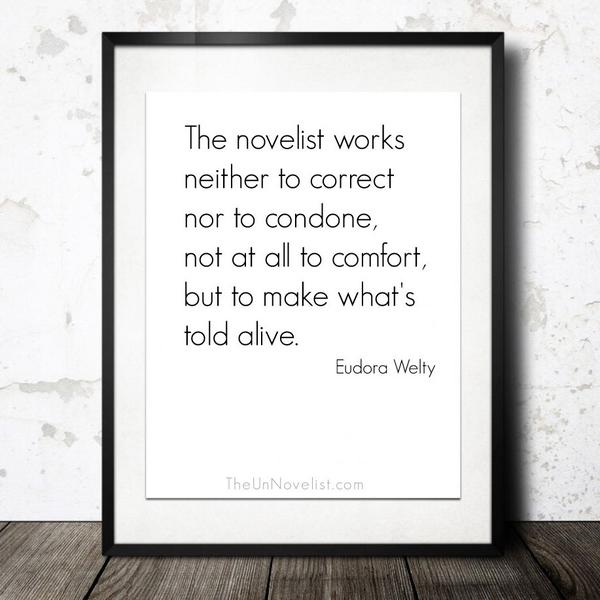 The novelist works
neither to correct
nor to condone,
not at all to comfort,
but to make what's
told alive.
Eudora Welty
TheUnNovelist.com